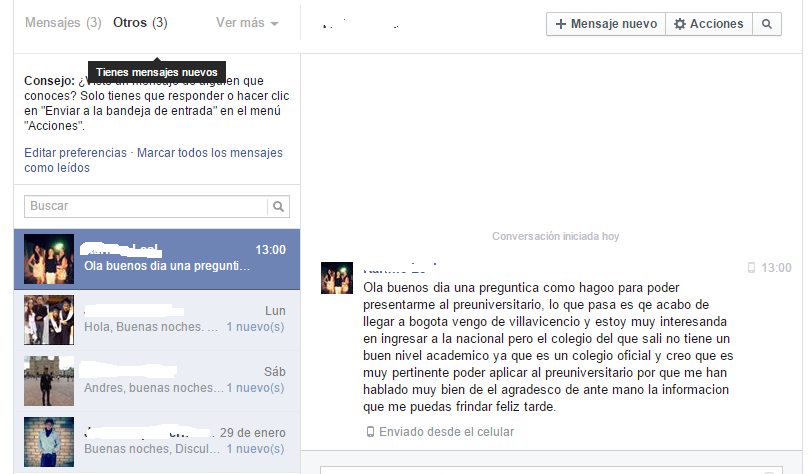 Mensajes (3) Otros (3) Ver más
Mensaje nuevo Acciones
Tienes mensajes nuevos
Consejo: de alguien que
conoces? Solo tienes que responder o hacer clic
en "Enviar a la bandeja de entrada" en el menú
"Acciones".
Editar preferencias · Marcar todos los mensajes
como leídos
Buscar
13:00
Ola buenos dia una pregunti…
Lun
Hola, Buenas noches. … 1 nuevo(s)
Sáb
Andres, buenas noches… 1 nuevo(s)
29 de enero
Buenas noches, Discul… 1 nuevo(s)
Conversación iniciada hoy
13:00
Ola buenos dia una preguntica como hagoo para poder
presentarme al preuniversitario, lo que pasa es qe acabo de
llegar a bogota vengo de villavicencio y estoy muy interesanda
en ingresar a la nacional pero el colegio del que sali no tiene un
buen nivel academico ya que es un colegio oficial y creo que es
muy pertinente poder aplicar al preuniversitario por que me han
hablado muy bien de el agradesco de ante mano la informacion
que me puedas frindar feliz tarde.
Enviado desde el celular